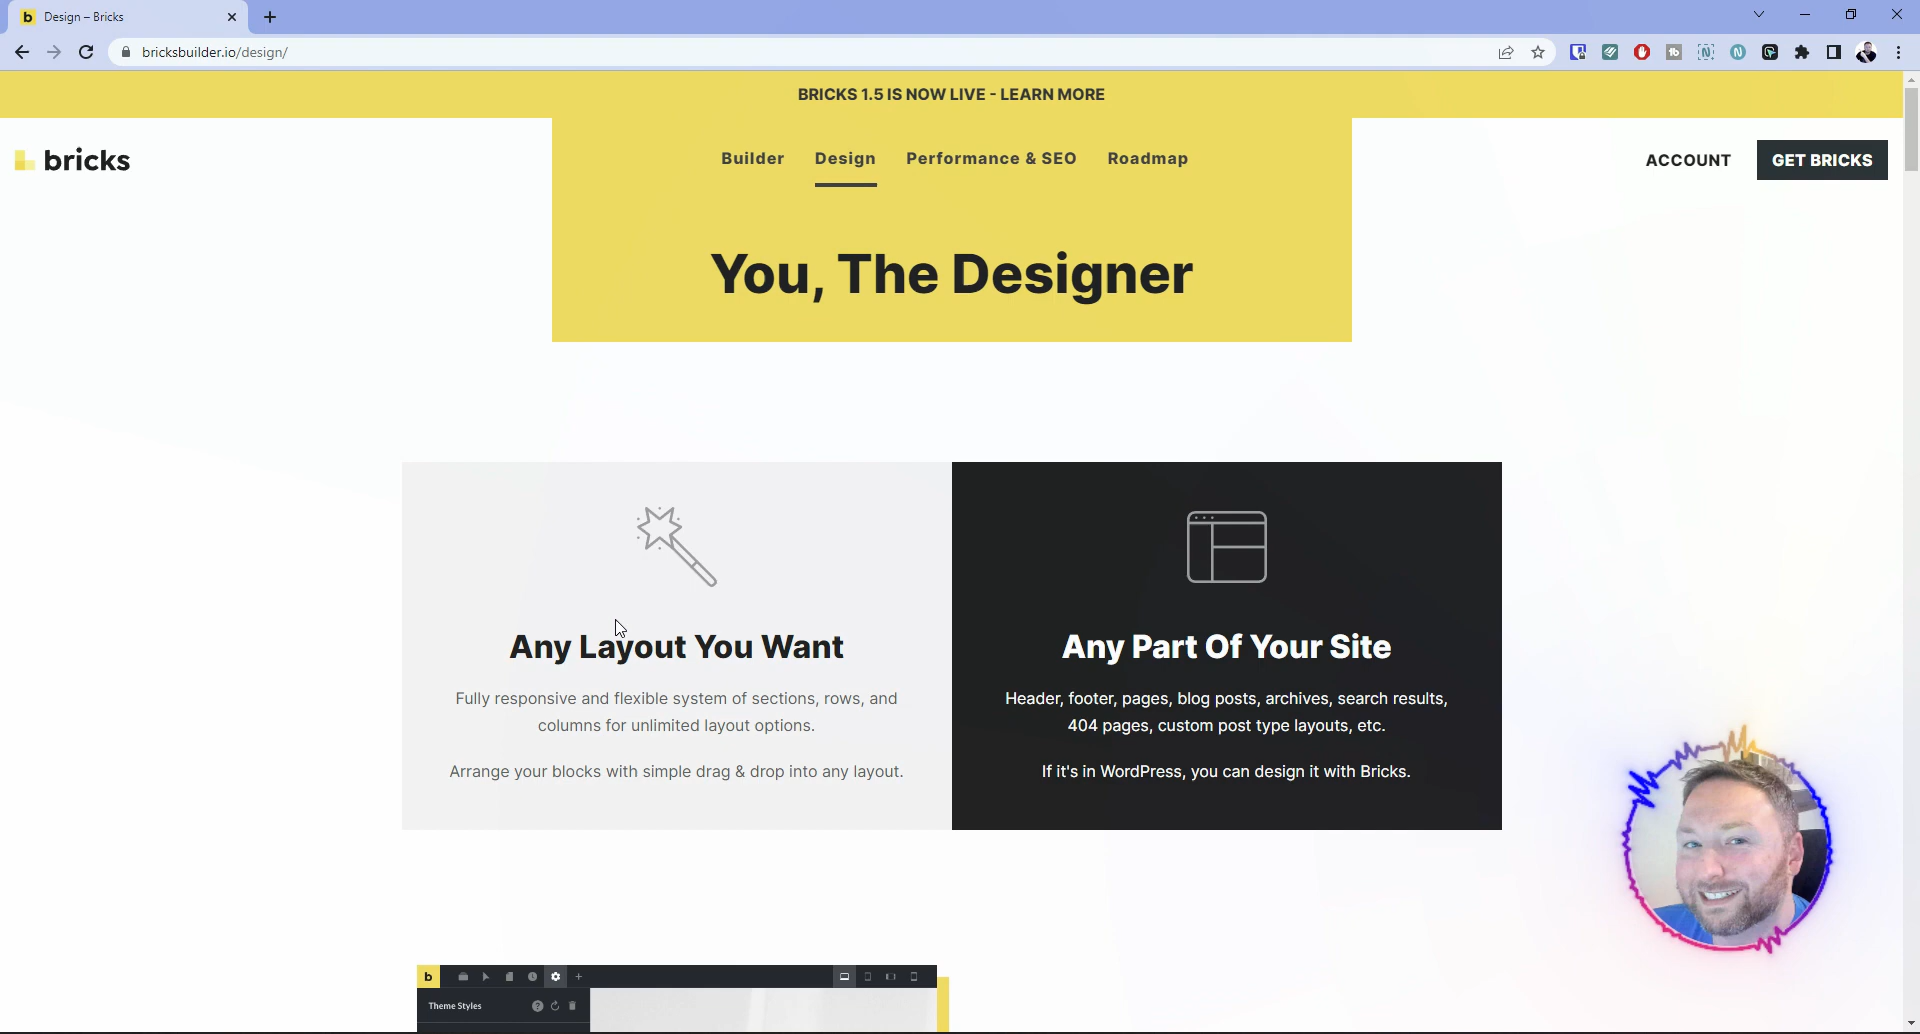 b Design – Bricks
bricksbuilder.io/design/
BRICKS 1.5 IS NOW LIVE - LEARN MORE
bricks
Builder Design Performance & SEO Roadmap
ACCOUNT GET BRICKS
You, The Designer
Any Layout You Want
Fully responsive and flexible system of sections, rows, and
columns for unlimited layout options.
Arrange your blocks with simple drag & drop into any layout.
Any Part Of Your Site
Header, footer, pages, blog posts, archives, search results,
404 pages, custom post type layouts, etc.
If it's in WordPress, you can design it with Bricks.
b
Theme Styles